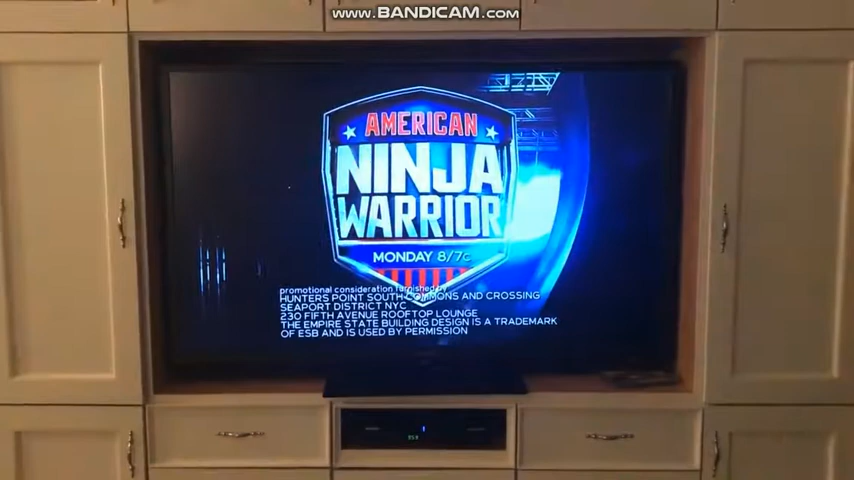 www.BANDICAM.com
AMERICAN
NINJA
WARRIOR
MONDAY 8/7c
promotional consideration furnished by
HUNTERS POINT SOUTH COMMONS AND CROSSING
SEAPORT DISTRICT NYC
230 FIFTH AVENUE ROOFTOP LOUNGE
THE EMPIRE STATE BUILDING DESIGN IS A TRADEMARK
OF ESB AND IS USED BY PERMISSION